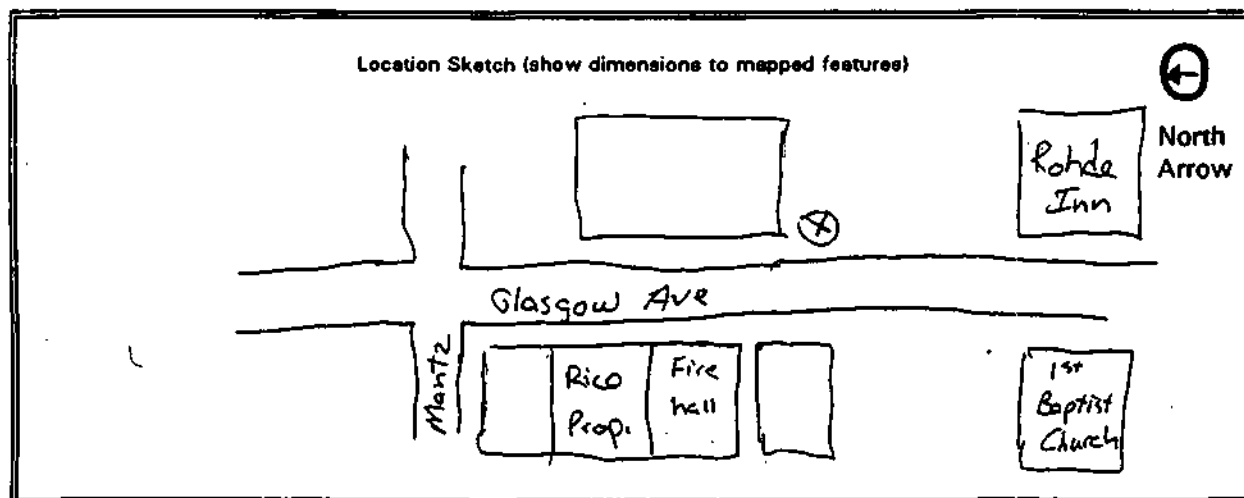 Location Sketch (show dimensions to mapped features)
North
Arrow
Rohde
Inn
Glasgow Ave
Mantz
Rico
Prop.
Fire
hall
1st
Baptist
Church